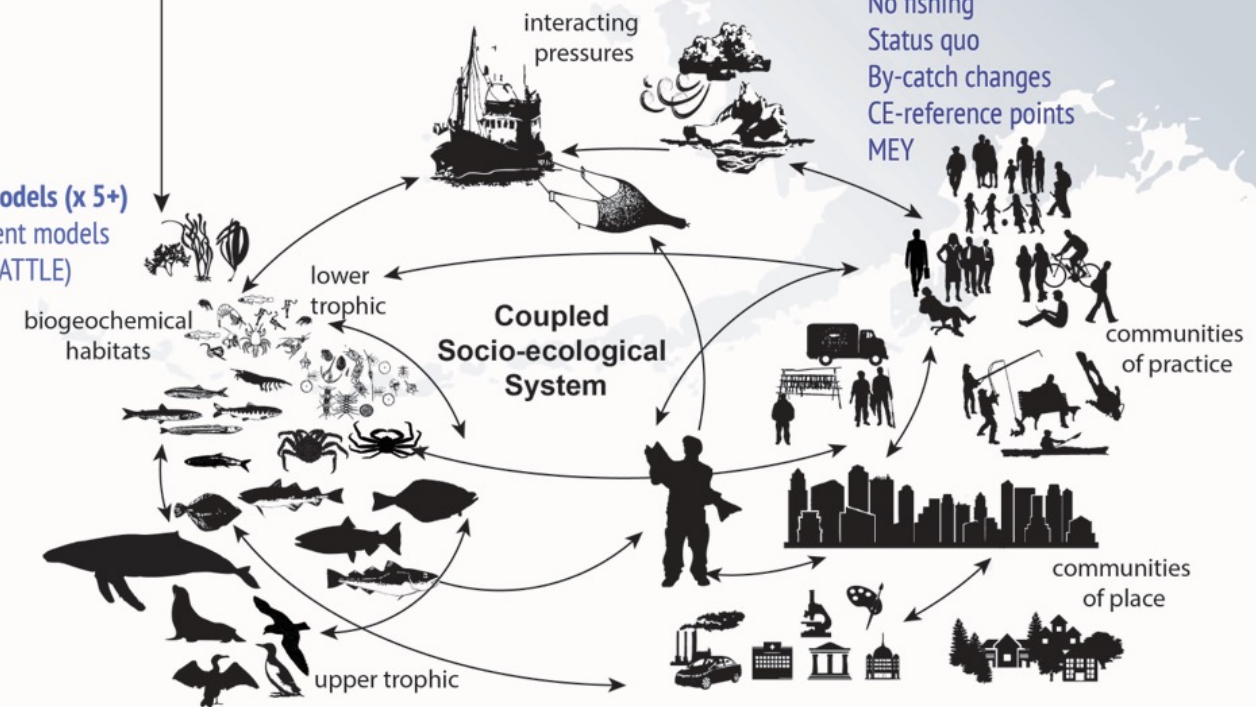 interacting
pressures
No fishing
Status quo
By-catch changes
CE-reference points
MEY
odels (x 5+)
ent models
ATTLE)
lower
trophic
biogeochemical
habitats
Coupled
Socio-ecological
System
communities
of practice
communities
of place
upper trophic